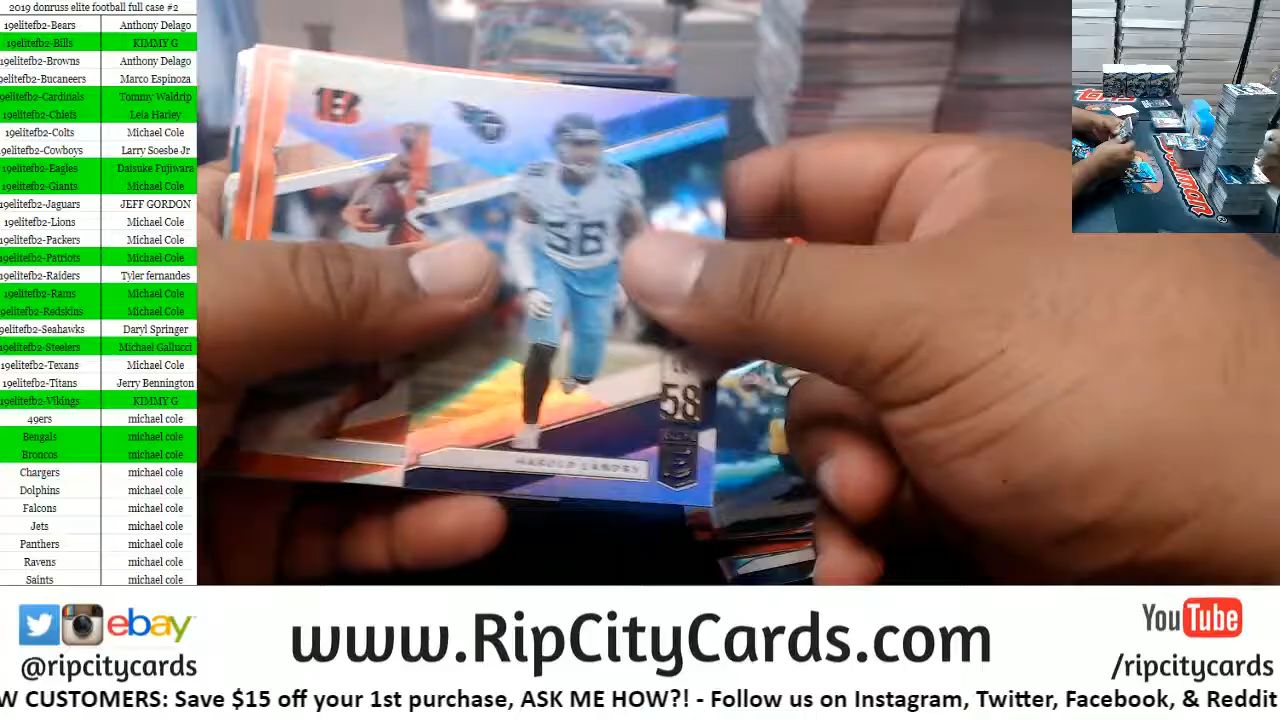 2019 donruss elite football full case #2
19elitefb2-Bears Anthony Delago
19elitefb2-Bills KIMMY G
19elitefb2-Browns Anthony Delago
9elitefb2-Bucaneers Marco Espinoza
19elitefb2-Cardinals Tommy Waldrip
19elitefb2-Chiefs Leia Harley
19elitefb2-Colts Michael Cole
19elitefb2-Cowboys Larry Soesbe Jr
19elitefb2-Eagles Daisuke Fujiwara
19elitefb2-Giants Michael Cole
19elitefb2-Jaguars JEFF GORDON
19elitefb2-Lions Michael Cole
19elitefb2-Packers Michael Cole
19elitefb2-Patriots Michael Cole
19elitefb2-Raiders Tyler fernandes
19elitefb2-Rams Michael Cole
19elitefb2-Redskins Michael Cole
19elitefb2-Seahawks Daryl Springer
19elitefb2-Steelers Michael Gallucci
19elitefb2-Texans Michael Cole
19elitefb2-Titans Jerry Bennington
19elitefb2-Vikings KIMMY G
49ers michael cole
Bengals michael cole
Broncos michael cole
Chargers michael cole
Dolphins michael cole
Falcons michael cole
Jets michael cole
Panthers michael cole
Ravens michael cole
Saints michael cole
58
58
HAROLD LANDRY
ebay
@ripcitycards
www.RipCityCards.com
YouTube
/ripcitycards
W CUSTOMERS: Save $15 off your 1st purchase, ASK ME HOW?! - Follow us on Instagram, Twitter, Facebook, & Reddit